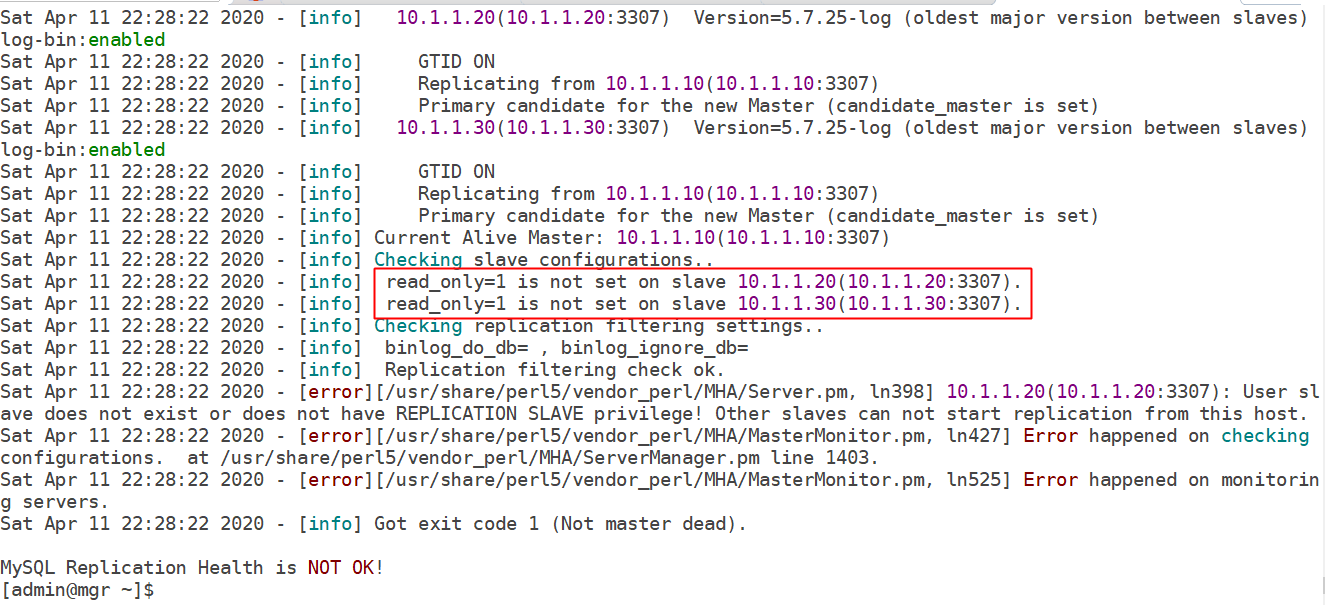 Sat Apr 11 22:28:22 2020 - [info]   10.1.1.20(10.1.1.20:3307)  Version=5.7.25-log (oldest major version between slaves)
log-bin:enabled
Sat Apr 11 22:28:22 2020 - [info]     GTID ON
Sat Apr 11 22:28:22 2020 - [info]     Replicating from 10.1.1.10(10.1.1.10:3307)
Sat Apr 11 22:28:22 2020 - [info]     Primary candidate for the new Master (candidate_master is set)
Sat Apr 11 22:28:22 2020 - [info]   10.1.1.30(10.1.1.30:3307)  Version=5.7.25-log (oldest major version between slaves)
log-bin:enabled
Sat Apr 11 22:28:22 2020 - [info]     GTID ON
Sat Apr 11 22:28:22 2020 - [info]     Replicating from 10.1.1.10(10.1.1.10:3307)
Sat Apr 11 22:28:22 2020 - [info]     Primary candidate for the new Master (candidate_master is set)
Sat Apr 11 22:28:22 2020 - [info] Current Alive Master: 10.1.1.10(10.1.1.10:3307)
Sat Apr 11 22:28:22 2020 - [info] Checking slave configurations..
Sat Apr 11 22:28:22 2020 - [info]  read_only=1 is not set on slave 10.1.1.20(10.1.1.20:3307).
Sat Apr 11 22:28:22 2020 - [info]  read_only=1 is not set on slave 10.1.1.30(10.1.1.30:3307).
Sat Apr 11 22:28:22 2020 - [info] Checking replication filtering settings..
Sat Apr 11 22:28:22 2020 - [info]  binlog_do_db= , binlog_ignore_db=
Sat Apr 11 22:28:22 2020 - [info]  Replication filtering check ok.
Sat Apr 11 22:28:22 2020 - [error][/usr/share/perl5/vendor_perl/MHA/Server.pm, ln398] 10.1.1.20(10.1.1.20:3307): User sl
ave does not exist or does not have REPLICATION SLAVE privilege! Other slaves can not start replication from this host.
Sat Apr 11 22:28:22 2020 - [error][/usr/share/perl5/vendor_perl/MHA/MasterMonitor.pm, ln427] Error happened on checking
configurations.  at /usr/share/perl5/vendor_perl/MHA/ServerManager.pm line 1403.
Sat Apr 11 22:28:22 2020 - [error][/usr/share/perl5/vendor_perl/MHA/MasterMonitor.pm, ln525] Error happened on monitorin
g servers.
Sat Apr 11 22:28:22 2020 - [info] Got exit code 1 (Not master dead).
MySQL Replication Health is NOT OK!
[admin@mgr ~]$